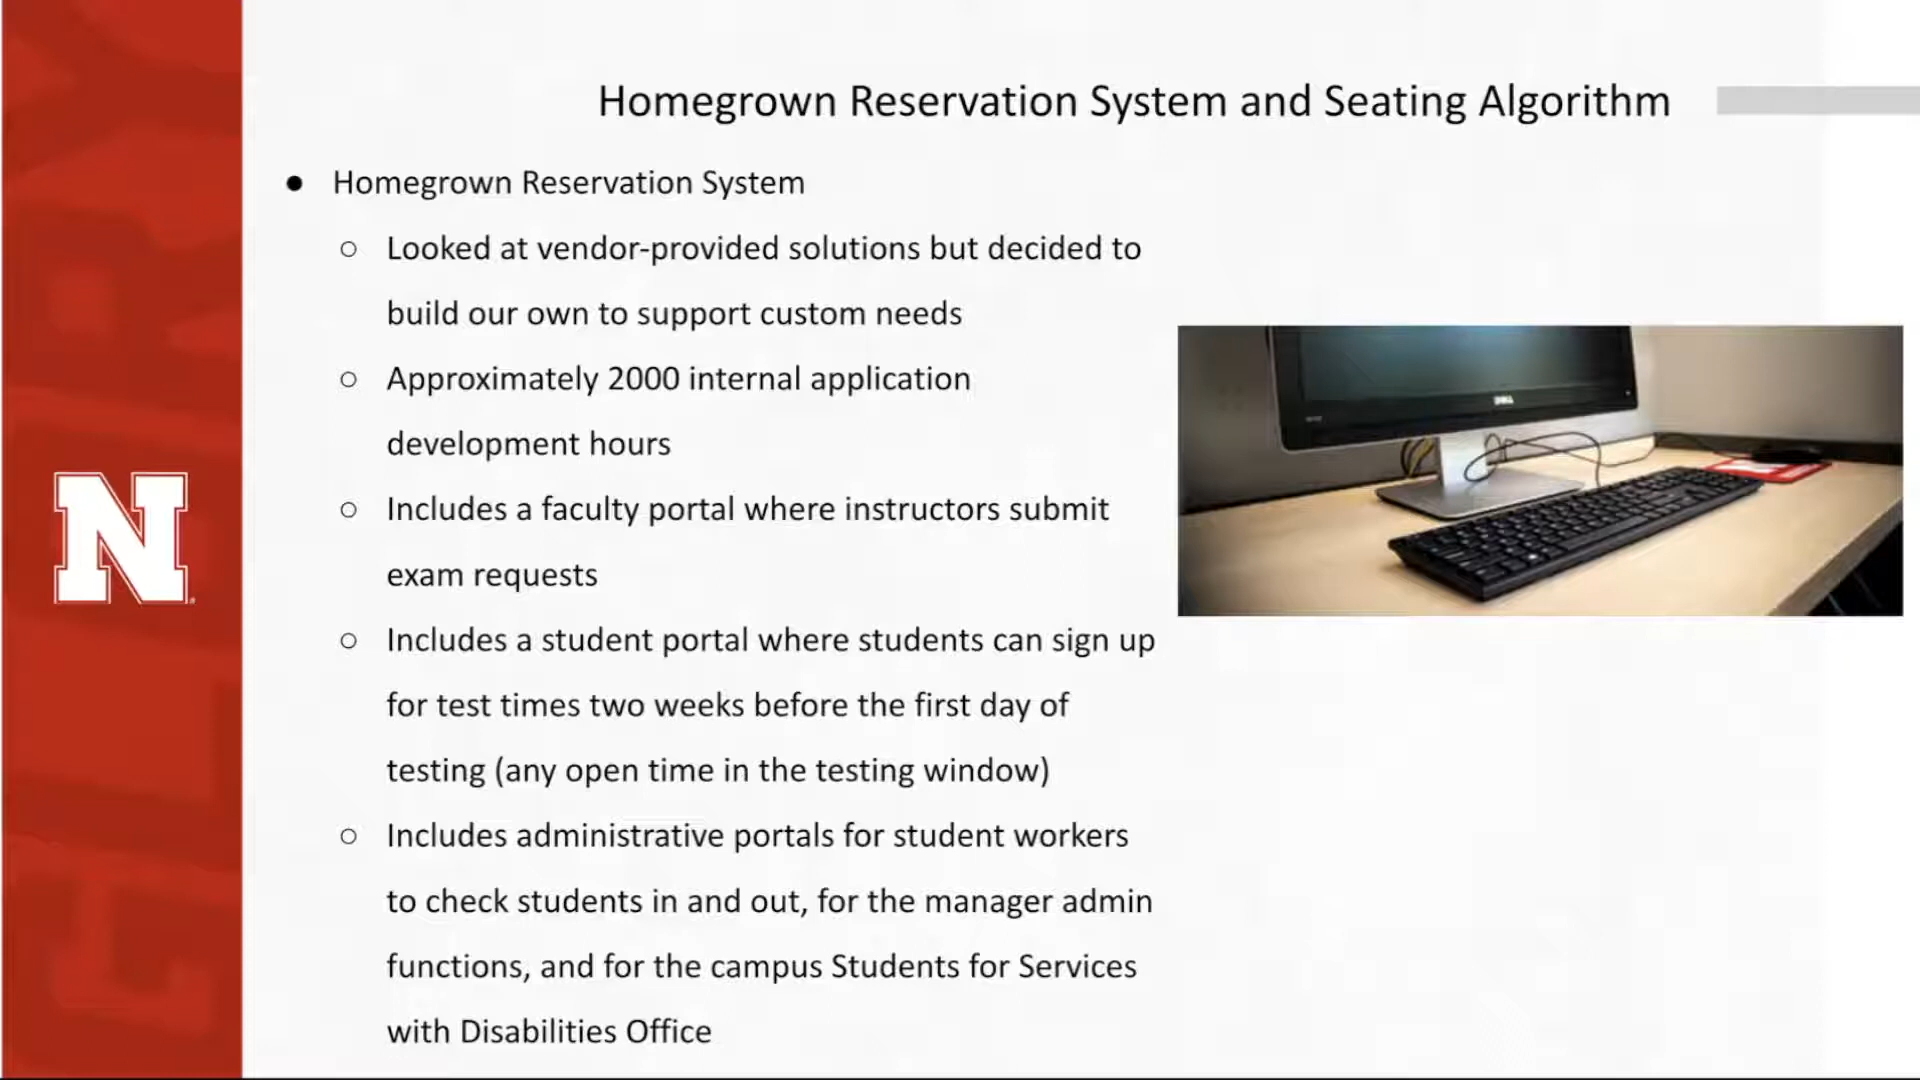 Homegrown Reservation System and Seating Algorithm
● Homegrown Reservation System
○ Looked at vendor-provided solutions but decided to
build our own to support custom needs
○ Approximately 2000 internal application
development hours
○ Includes a faculty portal where instructors submit
exam requests
○ Includes a student portal where students can sign up
for test times two weeks before the first day of
testing (any open time in the testing window)
○ Includes administrative portals for student workers
to check students in and out, for the manager admin
functions, and for the campus Students for Services
with Disabilities Office
N
DELL